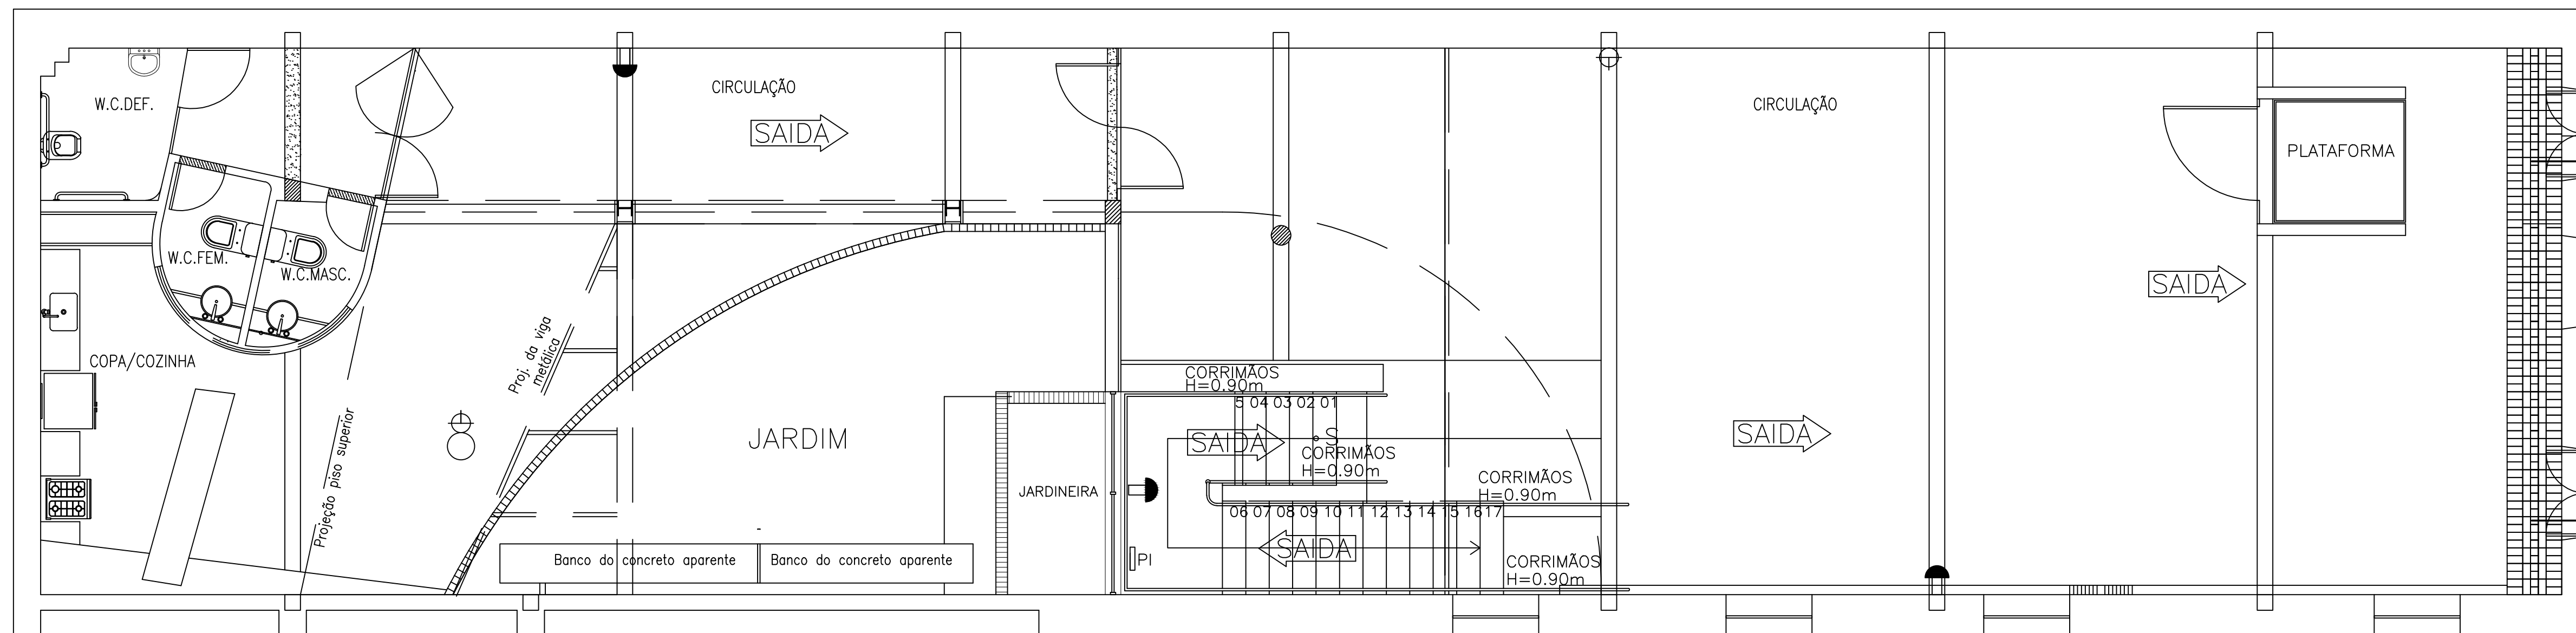 CIRCULAÇÃO
W.C.DEF.
CIRCULAÇÃO
SAIDA
PLATAFORMA
W.C.FEM.
W.C.MASC.
SAIDA
Proj. da viga
metálica
COPA/COZINHA
CORRIMÃOS
H=0.90m
5 04 03 02 01
JARDIM
SAIDA
S
SAIDA
CORRIMÃOS
H=0.90m
CORRIMÃOS
H=0.90m
JARDINEIRA
Projeção piso superior
06 07 08 09 10 11 12 13 14 15 16 17
SAIDA
Banco do concreto aparente
Banco do concreto aparente
PI
CORRIMÃOS
H=0.90m